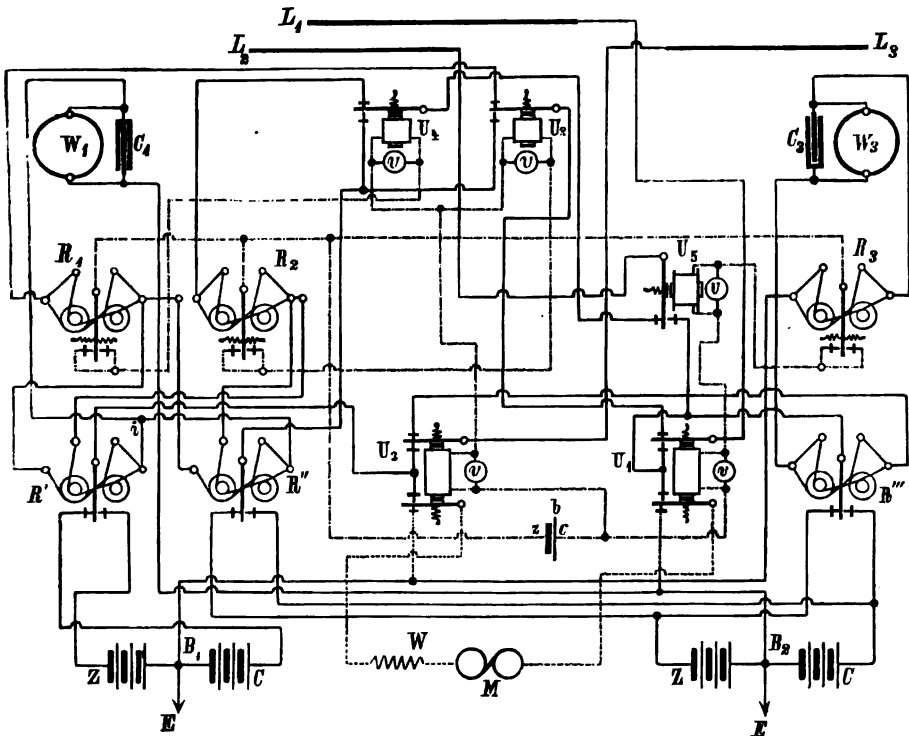 L₁
L₂
L₃
W₁
C₁
U₄
U₂
v
v
C₃
W₃
R₁
R₂
U₅
v
R₃
i
R'
R''
U₃
v
U₁
v
R'''
b
z
C
W
M
Z
B₁
C
E
Z
B₂
C
E